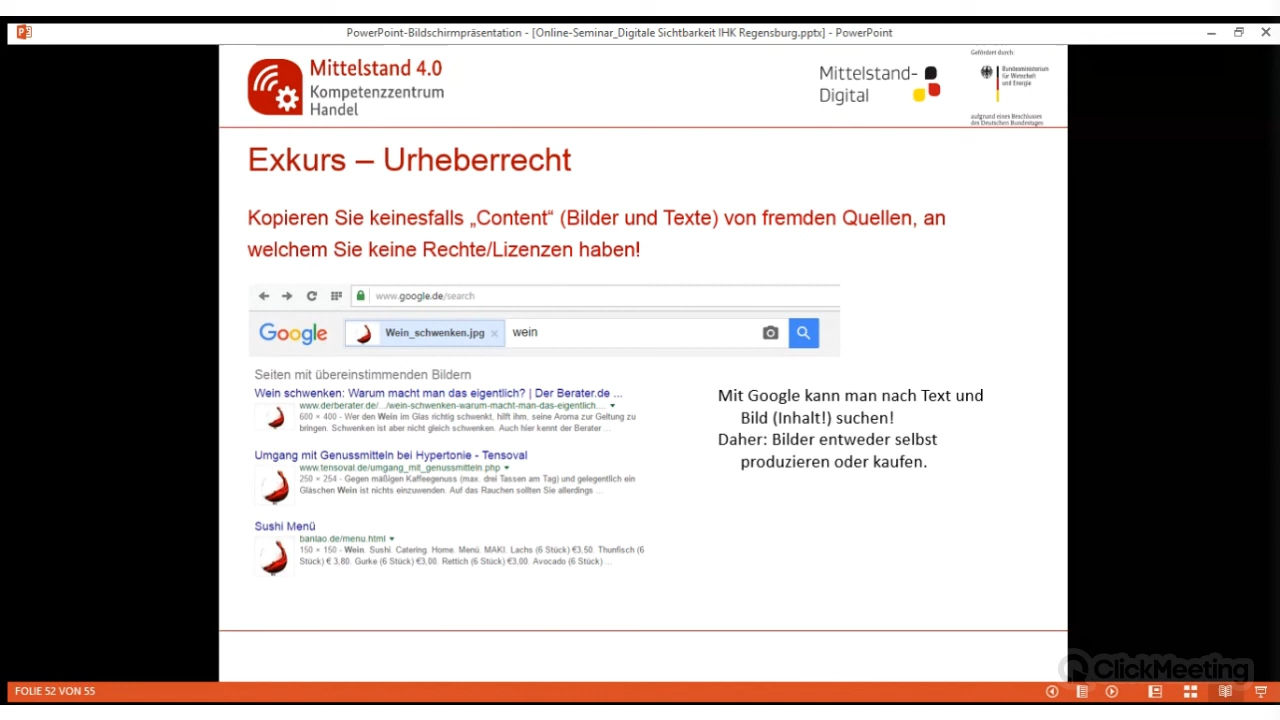 PowerPoint-Bildschirmpräsentation - [Online-Seminar_Digitale Sichtbarkeit IHK Regensburg.pptx] - PowerPoint
Mittelstand 4.0
Kompetenzzentrum
Handel
Mittelstand-
Digital
Gefördert durch:
Bundesministerium
für Wirtschaft
und Energie
aufgrund eines Beschlusses
des Deutschen Bundestages
Exkurs – Urheberrecht
Kopieren Sie keinesfalls „Content“ (Bilder und Texte) von fremden Quellen, an
welchem Sie keine Rechte/Lizenzen haben!
www.google.de/search
Google
Wein_schwenken.jpg
wein
Seiten mit übereinstimmenden Bildern
Wein schwenken: Warum macht man das eigentlich? | Der Berater.de ...
www.derberater.de/.../wein-schwenken-warum-macht-man-das-eigentlich....
600 × 400 - Wer den Wein im Glas richtig schwenkt, hilft ihm, seine Aroma zur Geltung zu
bringen. Schwenken ist aber nicht gleich schwenken. Auch hier kennt der Berater ...
Umgang mit Genussmitteln bei Hypertonie - Tensoval
www.tensoval.de/umgang_mit_genussmitteln.php
250 × 254 - Gegen mäßigen Kaffeegenuss (max. drei Tassen am Tag) und gelegentlich ein
Gläschen Wein ist nichts einzuwenden. Auf das Rauchen sollten Sie allerdings ...
Sushi Menü
banlao.de/menu.html
150 × 150 - Wein. Sushi. Catering. Home. Menü. MAKI. Lachs (6 Stück) €3,50. Thunfisch (6
Stück) € 3,80. Gurke (6 Stück) €3,00. Rettich (6 Stück) €3,00. Avocado (6 Stück) ...
Mit Google kann man nach Text und
Bild (Inhalt!) suchen!
Daher: Bilder entweder selbst
produzieren oder kaufen.
ClickMeeting
FOLIE 52 VON 55